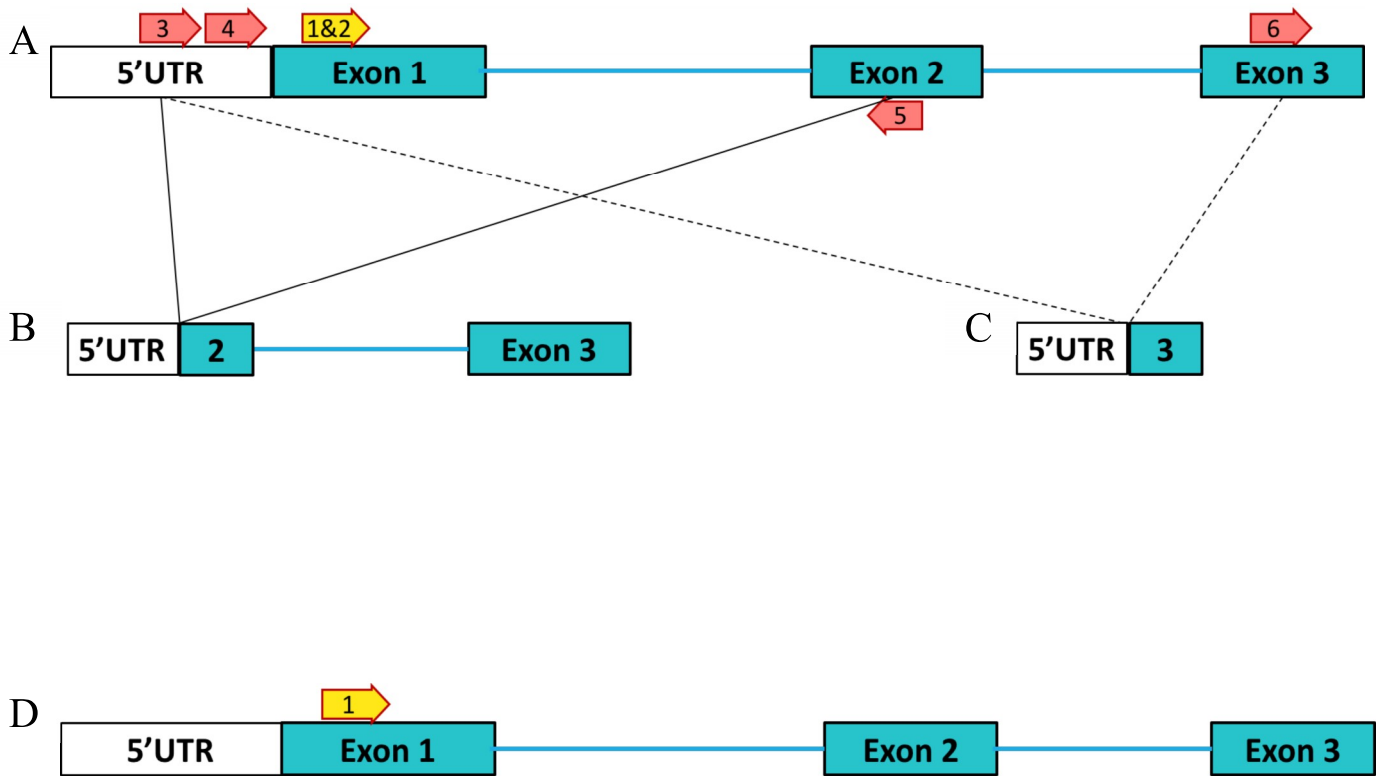 3 4 1&2 6
A 5'UTR Exon 1 Exon 2 Exon 3
5
B 5'UTR 2 Exon 3 C 5'UTR 3
1
D 5'UTR Exon 1 Exon 2 Exon 3